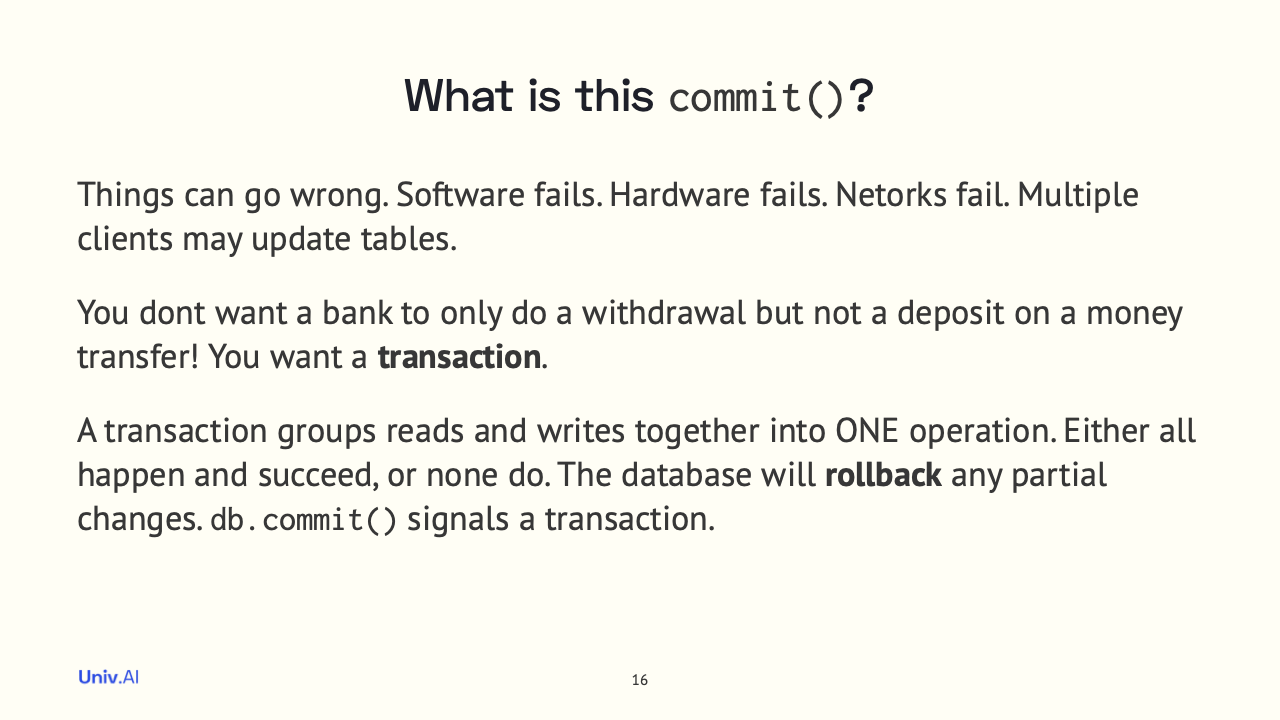 What is this commit()?
Things can go wrong. Software fails. Hardware fails. Netorks fail. Multiple
clients may update tables.
You dont want a bank to only do a withdrawal but not a deposit on a money
transfer! You want a transaction.
A transaction groups reads and writes together into ONE operation. Either all
happen and succeed, or none do. The database will rollback any partial
changes. db.commit() signals a transaction.
Univ.AI
16